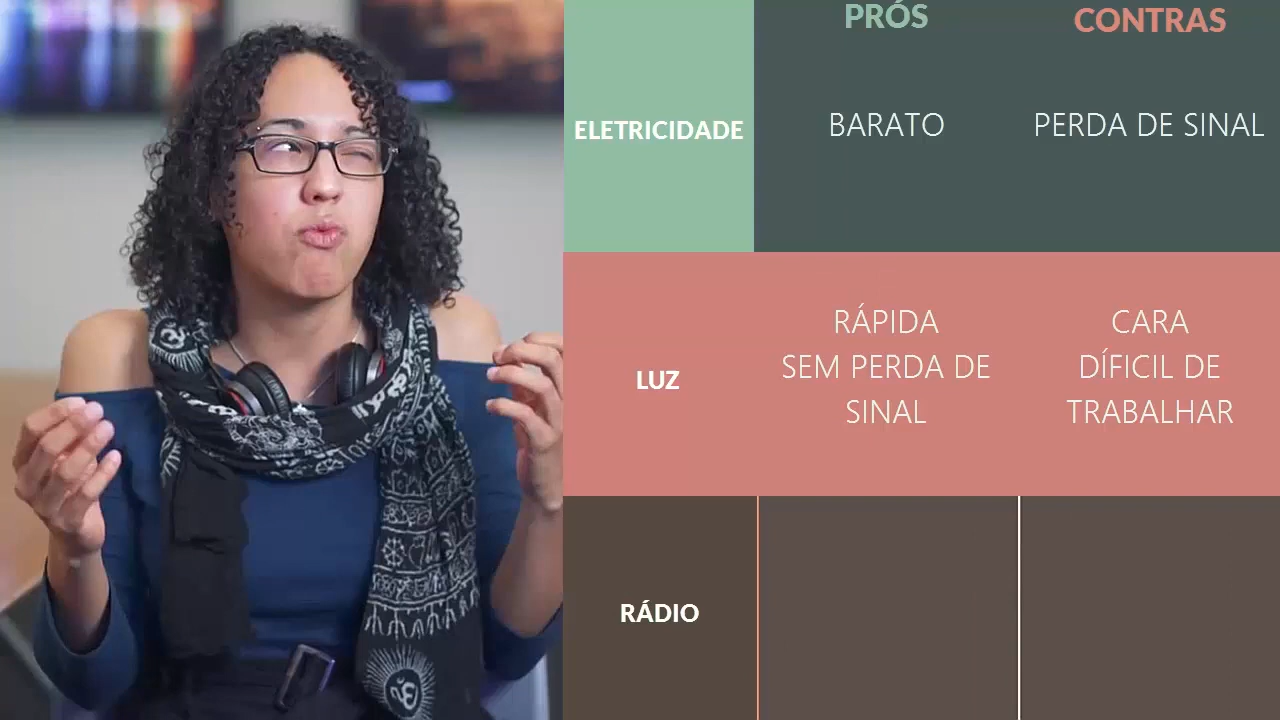 PRÓS
CONTRAS
ELETRICIDADE
BARATO
PERDA DE SINAL
LUZ
RÁPIDA
SEM PERDA DE
SINAL
CARA
DÍFICIL DE
TRABALHAR
RÁDIO